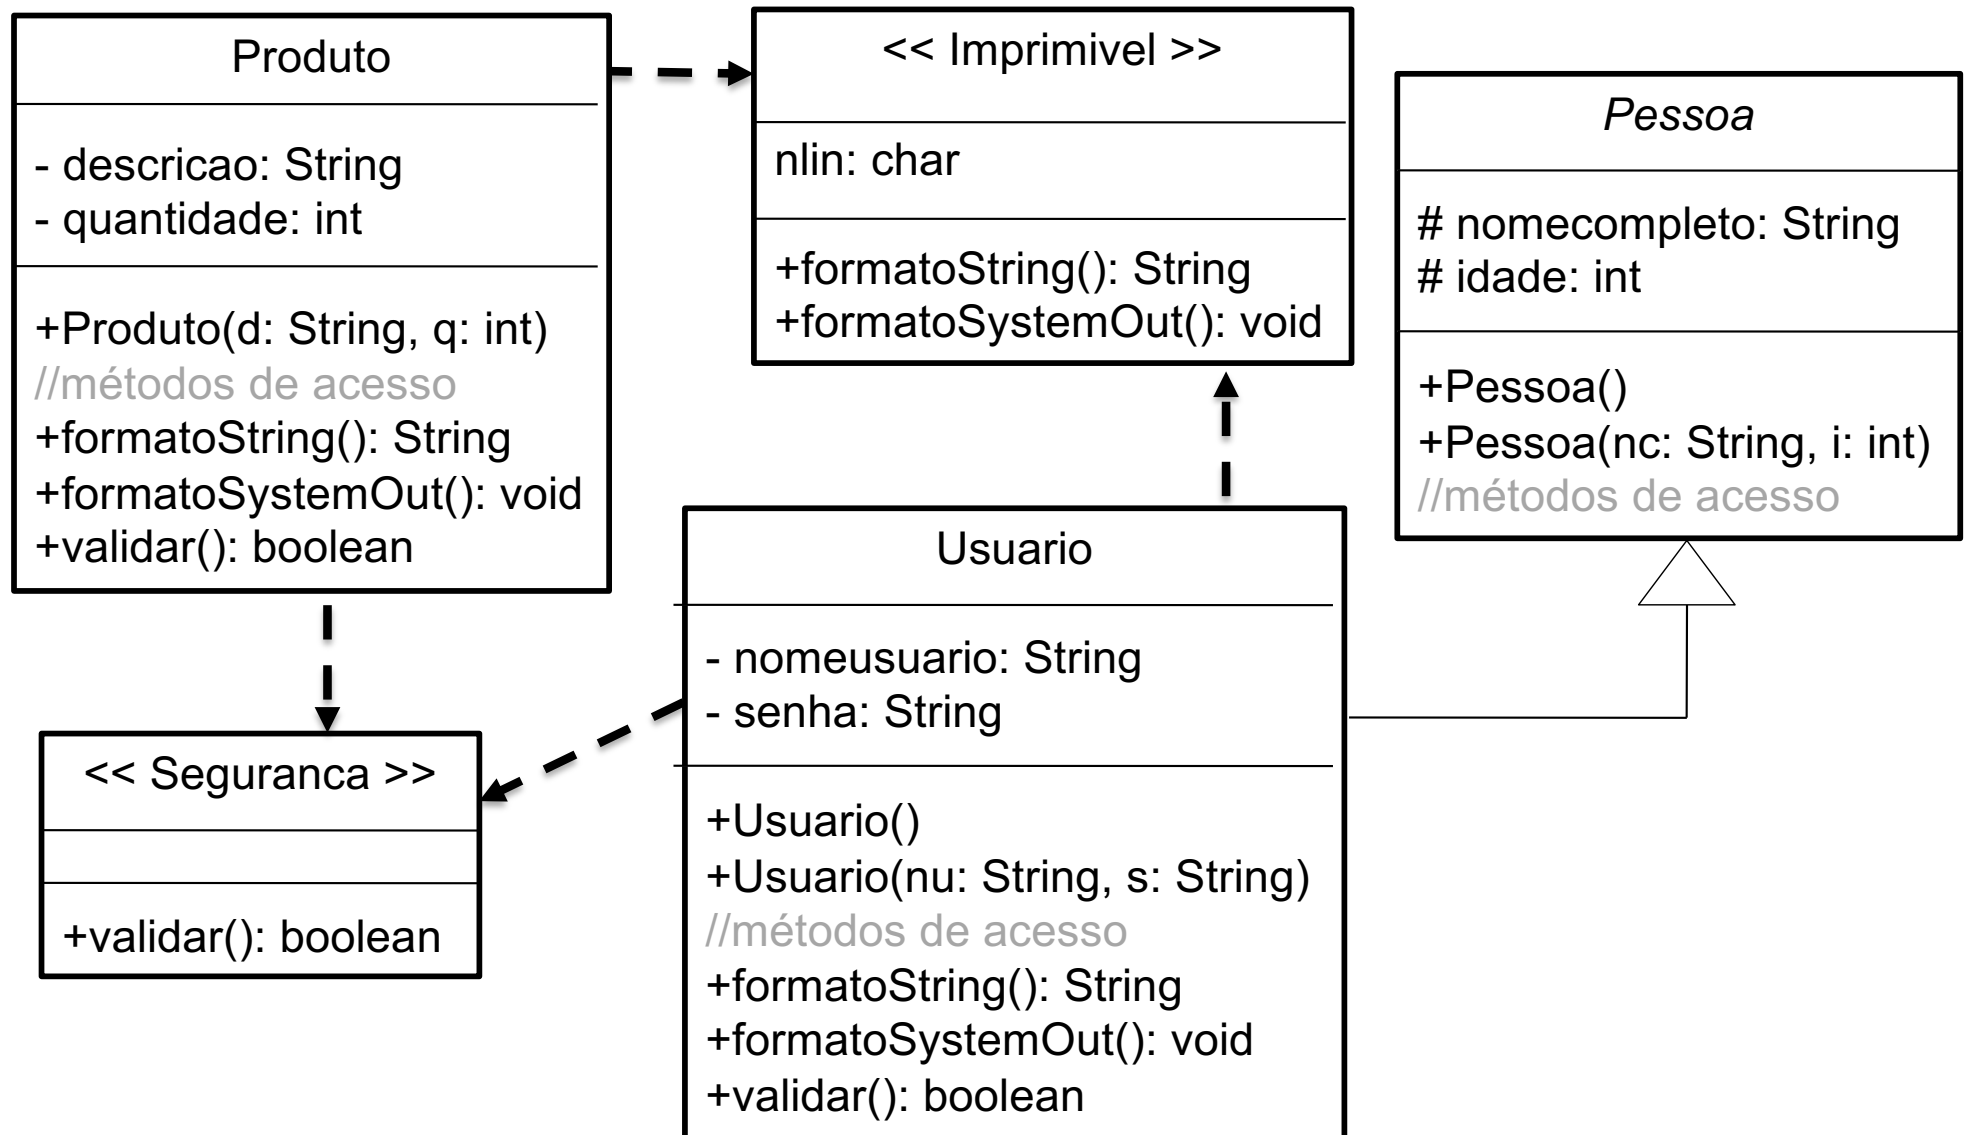 Produto
- descricao: String
- quantidade: int
+Produto(d: String, q: int)
//métodos de acesso
+formatoString(): String
+formatoSystemOut(): void
+validar(): boolean
<< Imprimivel >>
nlin: char
+formatoString(): String
+formatoSystemOut(): void
Pessoa
# nomecompleto: String
# idade: int
+Pessoa()
+Pessoa(nc: String, i: int)
//métodos de acesso
<< Seguranca >>
+validar(): boolean
Usuario
- nomeusuario: String
- senha: String
+Usuario()
+Usuario(nu: String, s: String)
//métodos de acesso
+formatoString(): String
+formatoSystemOut(): void
+validar(): boolean